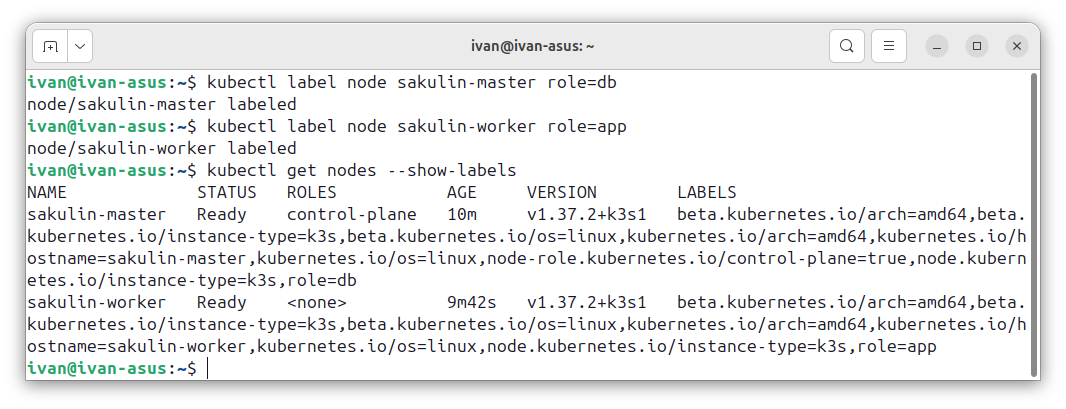 ivan@ivan-asus: ~
ivan@ivan-asus:~$ kubectl label node sakulin-master role=db
node/sakulin-master labeled
ivan@ivan-asus:~$ kubectl label node sakulin-worker role=app
node/sakulin-worker labeled
ivan@ivan-asus:~$ kubectl get nodes --show-labels
NAME             STATUS   ROLES           AGE     VERSION        LABELS
sakulin-master   Ready    control-plane   10m     v1.37.2+k3s1   beta.kubernetes.io/arch=amd64,beta.
kubernetes.io/instance-type=k3s,beta.kubernetes.io/os=linux,kubernetes.io/arch=amd64,kubernetes.io/h
ostname=sakulin-master,kubernetes.io/os=linux,node-role.kubernetes.io/control-plane=true,node.kubern
etes.io/instance-type=k3s,role=db
sakulin-worker   Ready    <none>          9m42s   v1.37.2+k3s1   beta.kubernetes.io/arch=amd64,beta.
kubernetes.io/instance-type=k3s,beta.kubernetes.io/os=linux,kubernetes.io/arch=amd64,kubernetes.io/h
ostname=sakulin-worker,kubernetes.io/os=linux,node.kubernetes.io/instance-type=k3s,role=app
ivan@ivan-asus:~$